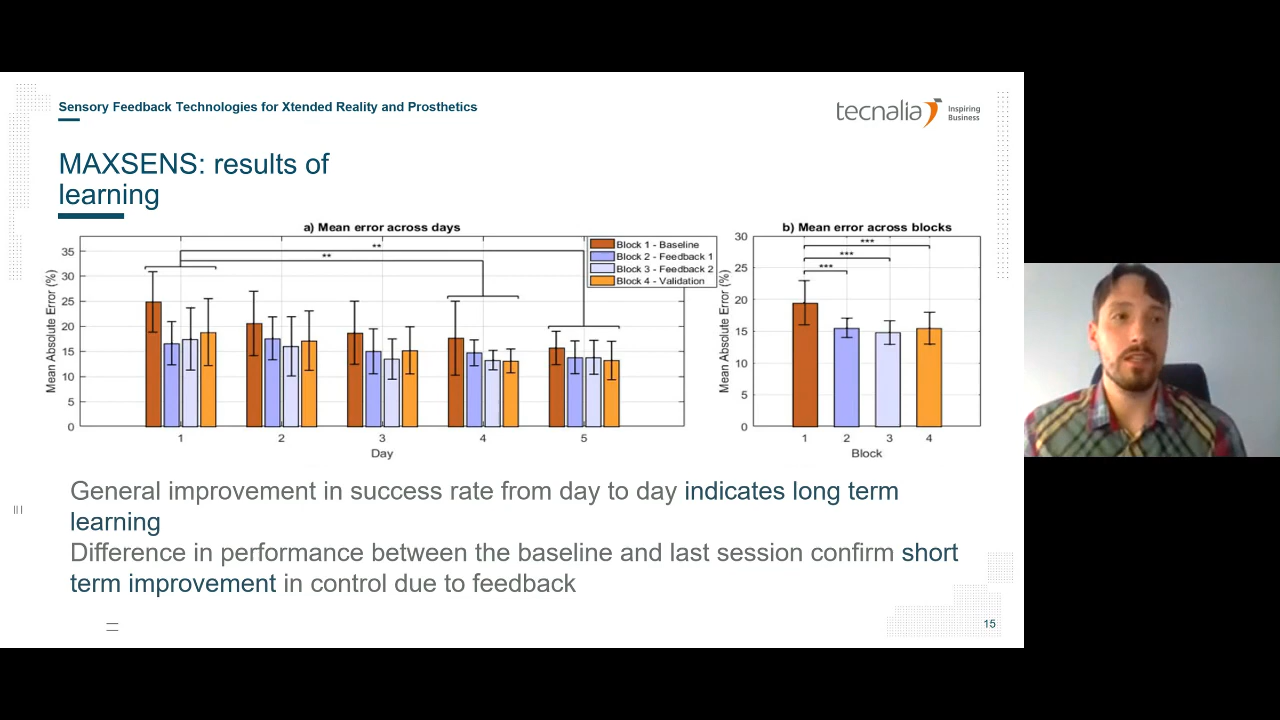 Sensory Feedback Technologies for Xtended Reality and Prosthetics
tecnalia
Inspiring
Business
MAXSENS: results of
learning
a) Mean error across days
Mean Absolute Error (%)
35
30
25
20
15
10
5
0
**
**
Block 1 - Baseline
Block 2 - Feedback 1
Block 3 - Feedback 2
Block 4 - Validation
1 2 3 4 5
Day
b) Mean error across blocks
Mean Absolute Error (%)
30
25
20
15
10
5
0
***
***
***
1 2 3 4
Block
General improvement in success rate from day to day indicates long term
learning
Difference in performance between the baseline and last session confirm short
term improvement in control due to feedback
15